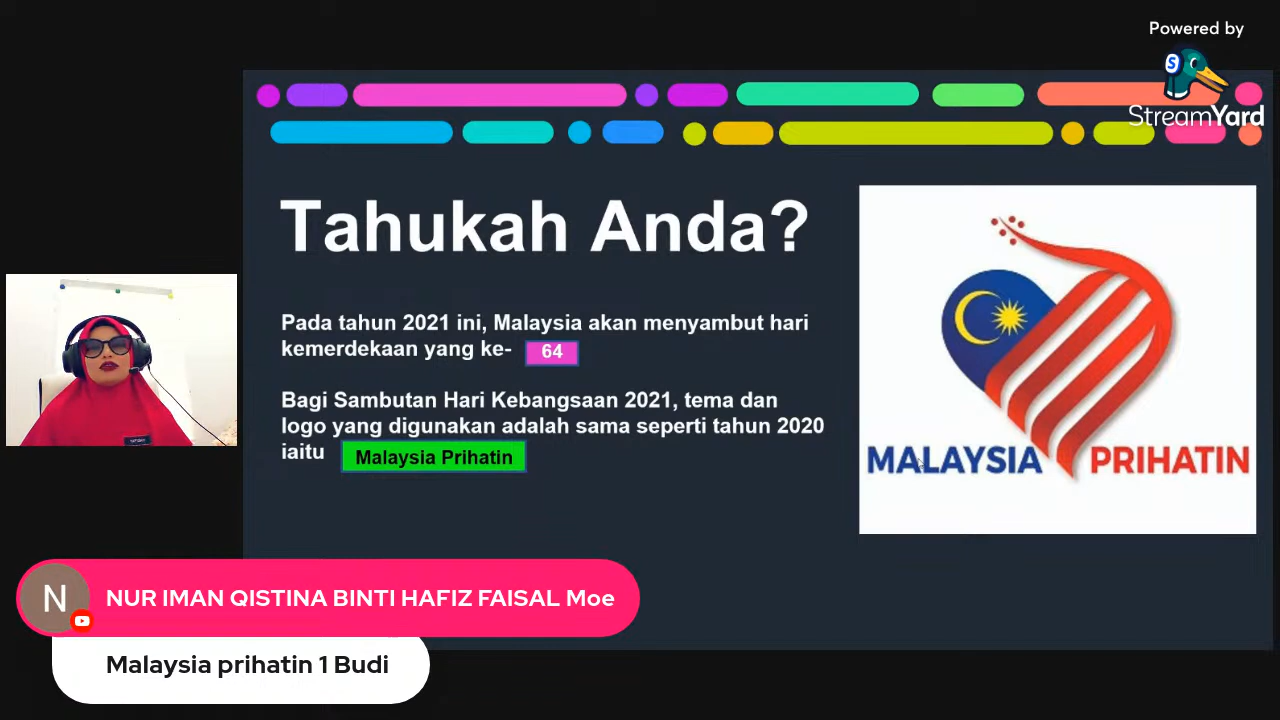 Powered by
StreamYard
Tahukah Anda?
Pada tahun 2021 ini, Malaysia akan menyambut hari
kemerdekaan yang ke- 64
Bagi Sambutan Hari Kebangsaan 2021, tema dan
logo yang digunakan adalah sama seperti tahun 2020
iaitu Malaysia Prihatin
MALAYSIA PRIHATIN
N
NUR IMAN QISTINA BINTI HAFIZ FAISAL Moe
Malaysia prihatin 1 Budi